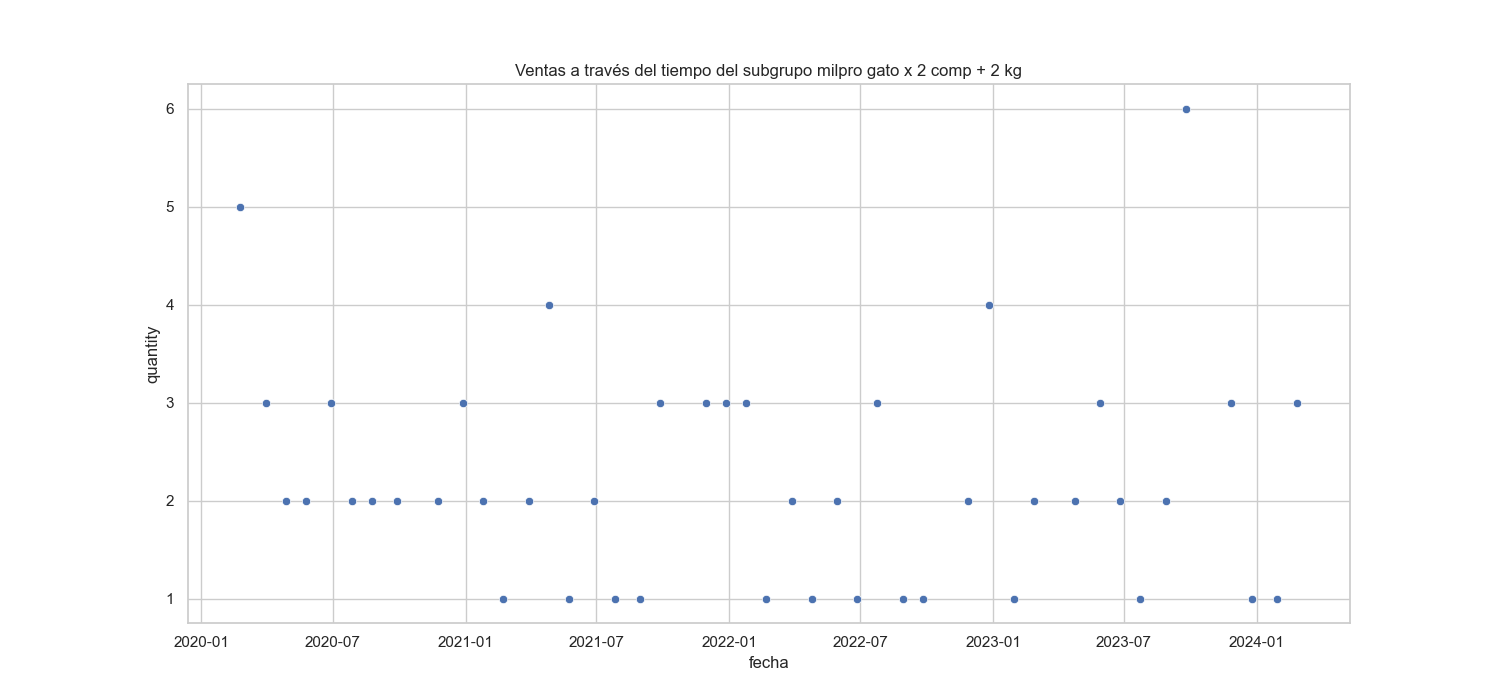 Ventas a través del tiempo del subgrupo milpro gato x 2 comp + 2 kg
6
5
4
3
2
1
quantity
2020-01 2020-07 2021-01 2021-07 2022-01 2022-07 2023-01 2023-07 2024-01
fecha